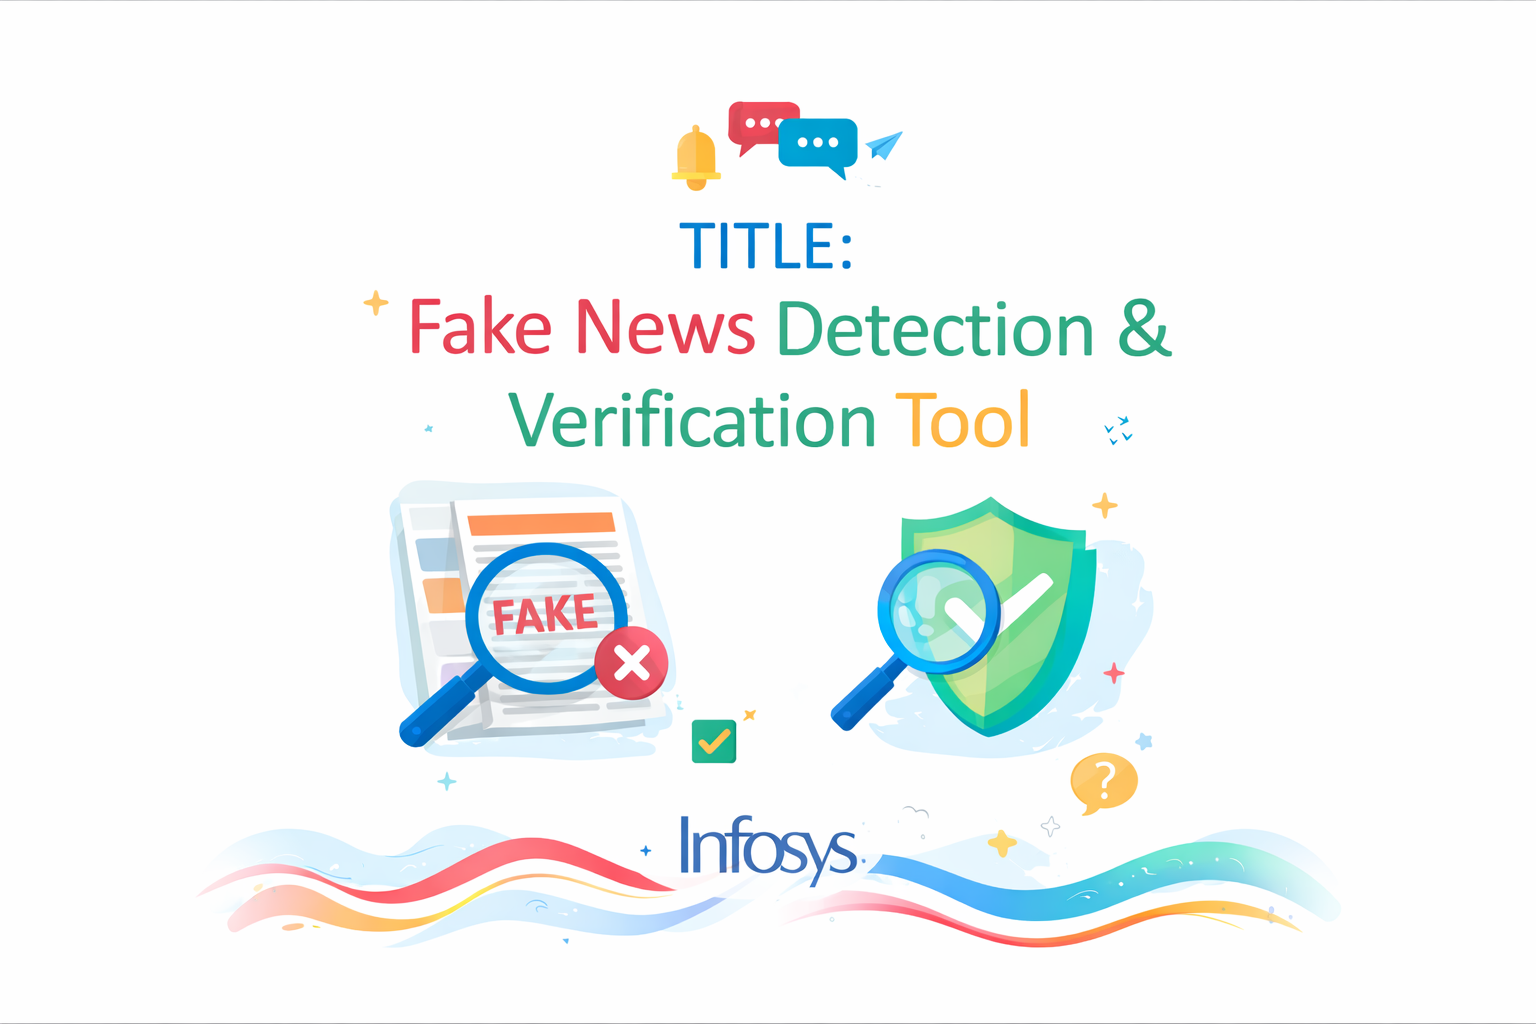 TITLE:
Fake News Detection &
Verification Tool
FAKE
?
Infosys